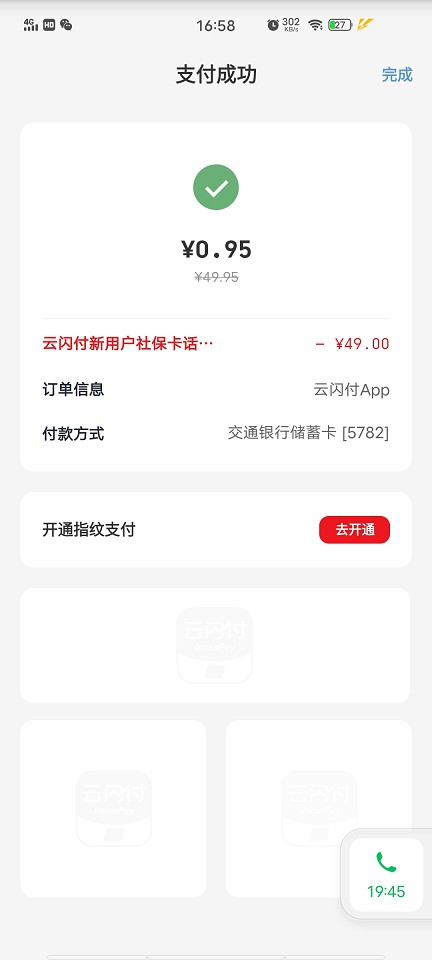 4G HD 16:58 302 KB/s 27
支付成功 完成
¥0.95
¥49.95
云闪付新用户社保卡话… - ¥49.00
订单信息 云闪付App
付款方式 交通银行储蓄卡 [5782]
开通指纹支付 去开通
云闪付
云闪付 云闪付
19:45